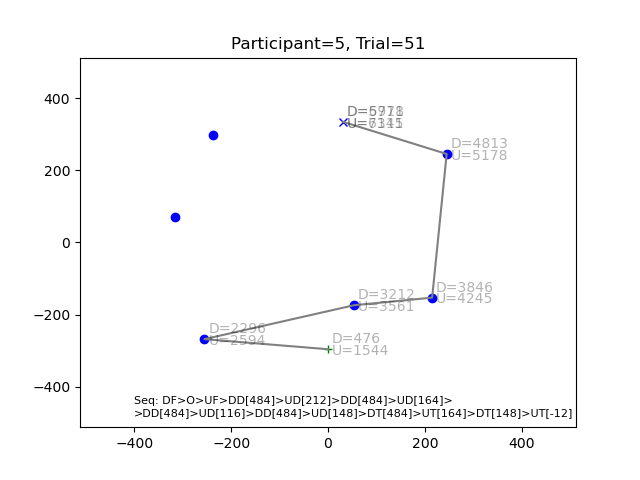 Participant=5, Trial=51
400
200
0
−200
−400
−400
−200
0
200
400
D=4813
U=5178
D=3846
U=4245
D=3212
U=3561
D=2296
U=2594
D=476
U=1544
Seq: DF>O>UF>DD[484]>UD[212]>DD[484]>UD[164]>
>DD[484]>UD[116]>DD[484]>UD[148]>DT[484]>UT[164]>DT[148]>UT[-12]